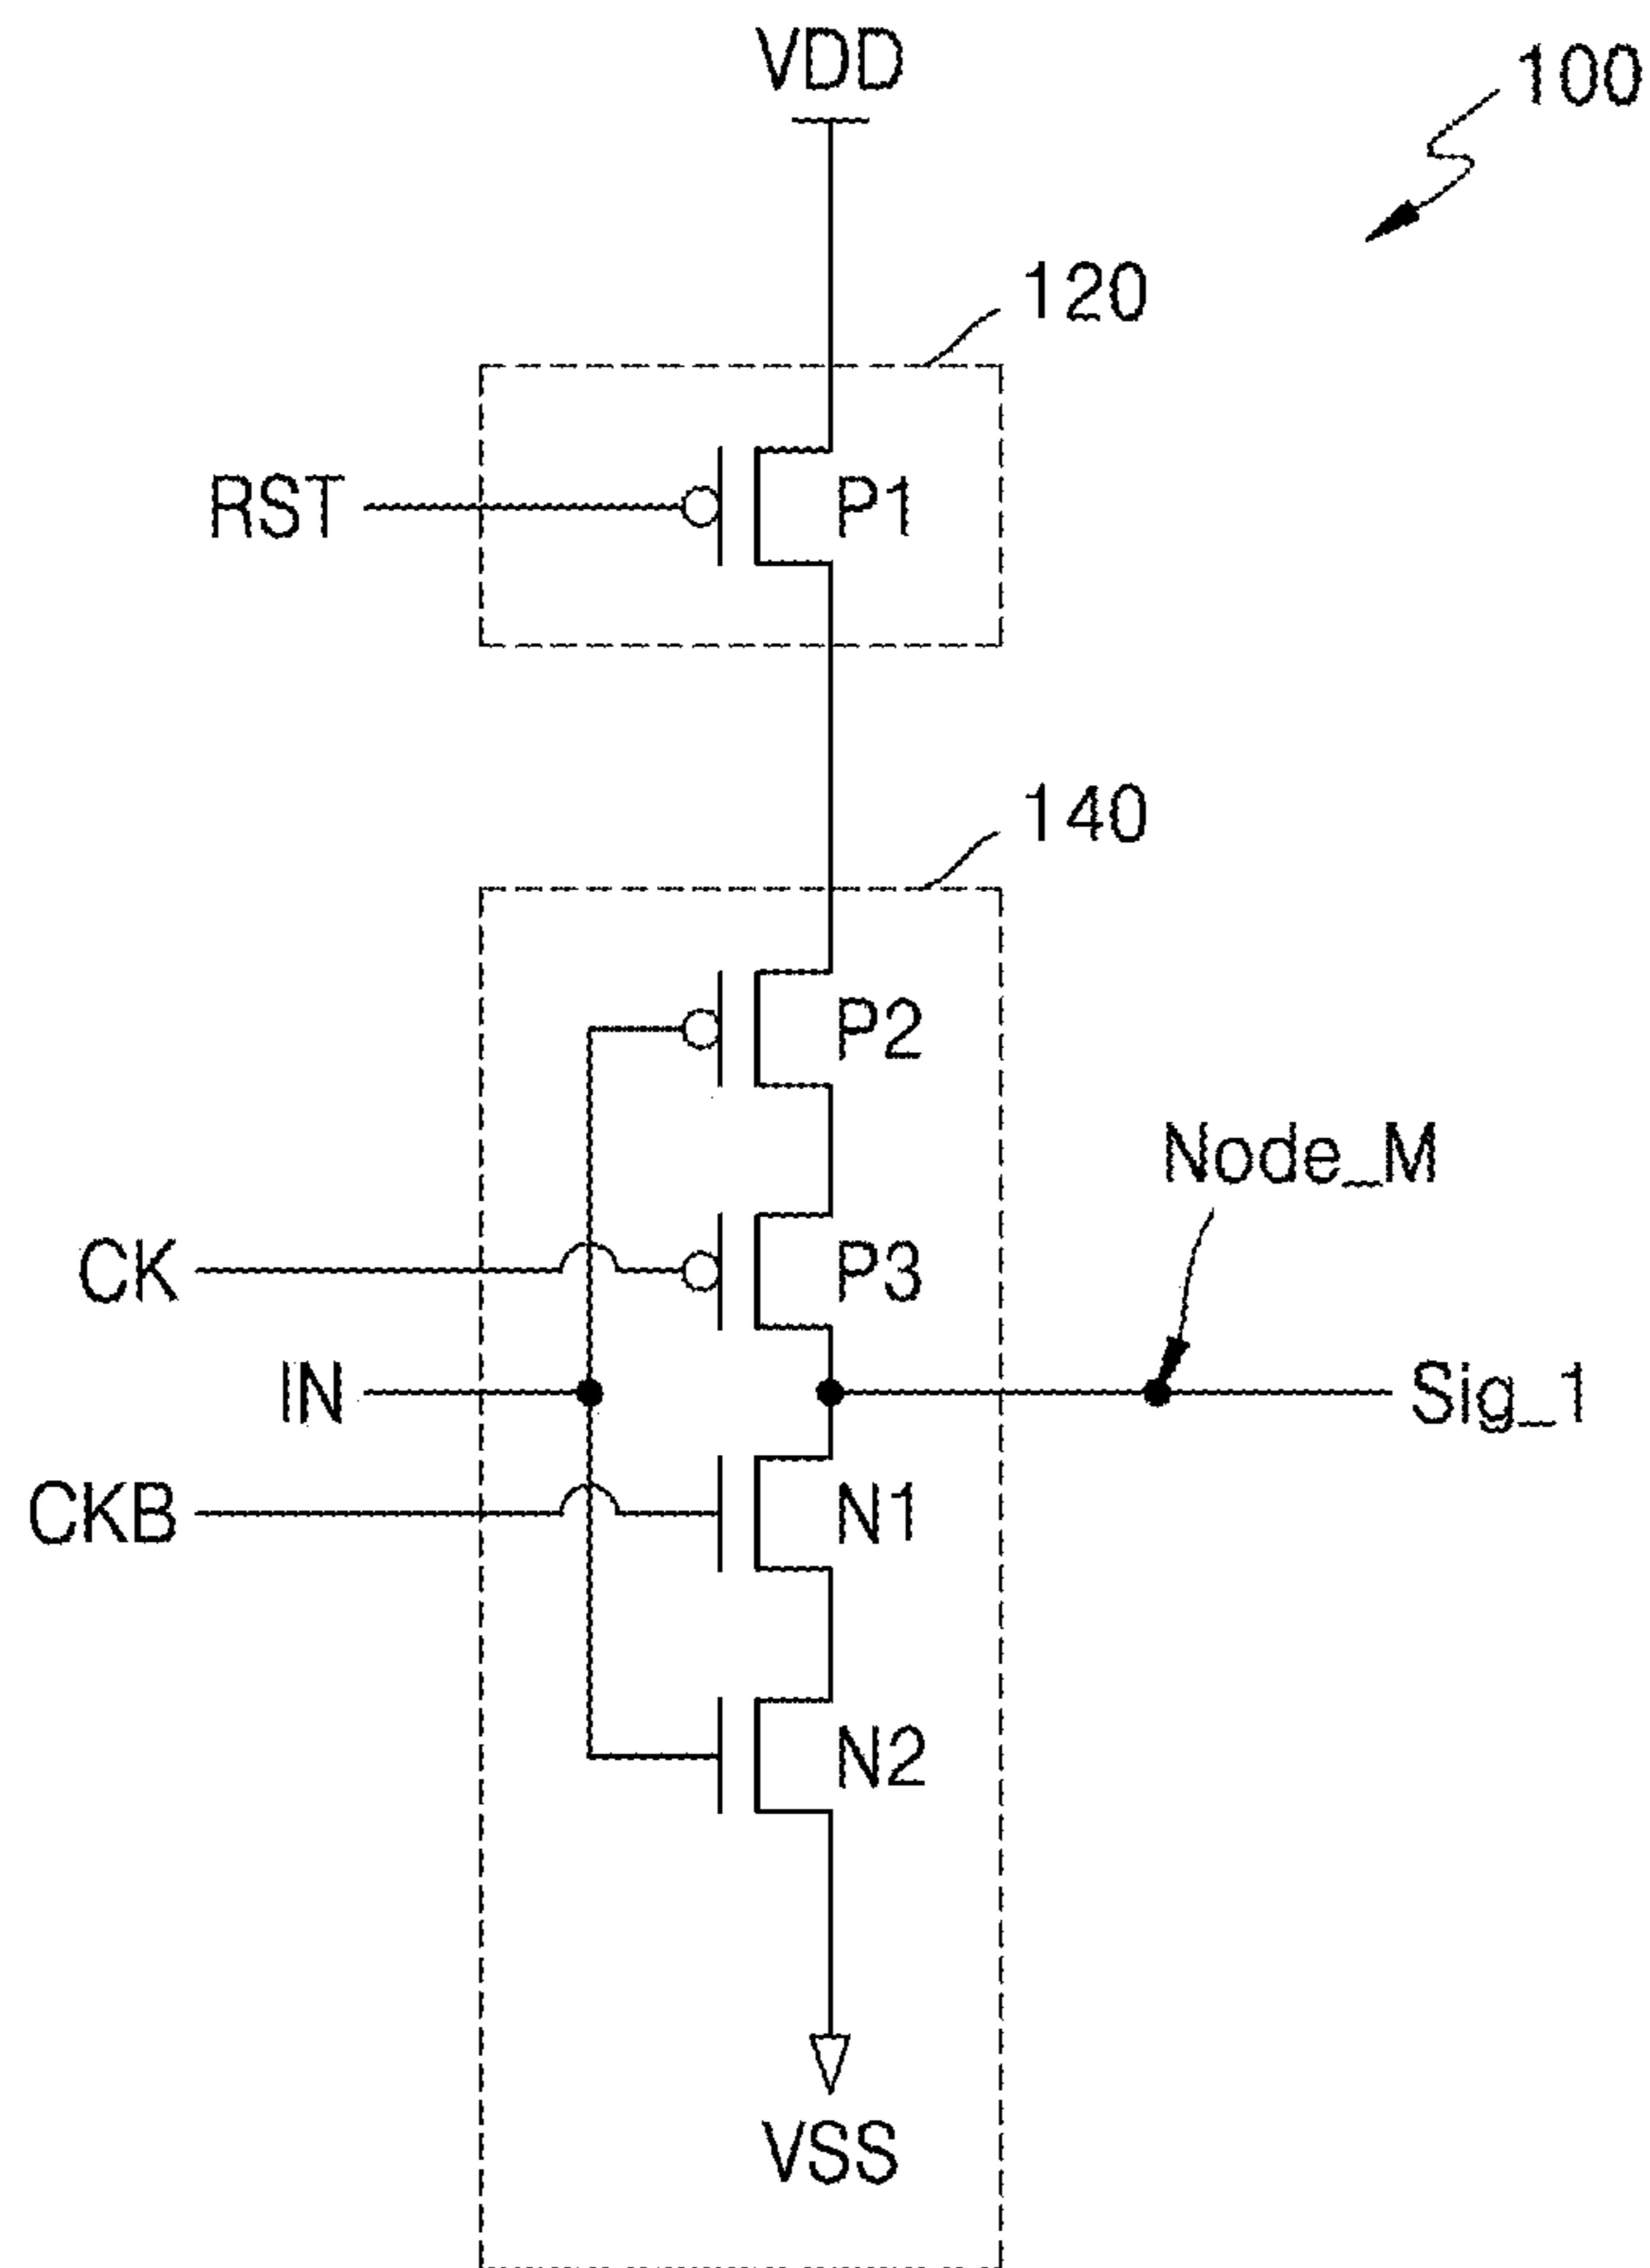 VDD
100
120
RST
P1
140
P2
Node_M
CK
P3
IN
Sig_1
CKB
N1
N2
VSS